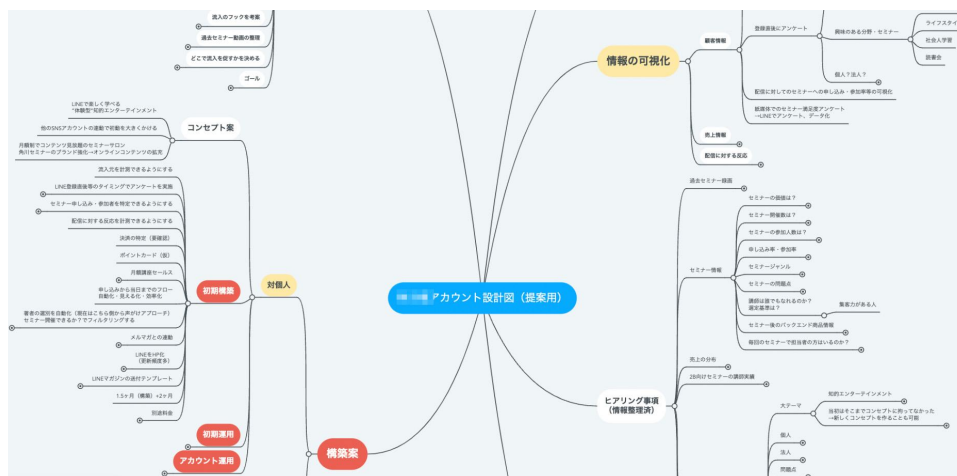 流入のフックを考案
過去セミナー動画の整理
どこで流入を促すかを決める
ゴール
コンセプト案
LINEで楽しく学べる
"体験型"知的エンターテインメント
他のSNSアカウントの連動で初動を大きくかける
月額制でコンテンツ見放題のセミナーサロン
角川セミナーのブランド強化→オンラインコンテンツの拡充
対個人
初期構築
流入元を計測できるようにする
LINE登録直後等のタイミングでアンケートを実施
セミナー申し込み・参加者を特定できるようにする
配信に対する反応を計測できるようにする
決済の特定（要確認）
ポイントカード（仮）
月額講座セールス
申し込みから当日までのフロー
自動化・見える化・効率化
著者の選別を自動化（現在はこちら側から声がけアプローチ）
セミナー開催できるか？でフィルタリングする
メルマガとの連動
LINEをHP化
（更新頻度多）
LINEマガジンの送付テンプレート
1.5ヶ月（構築）+2ヶ月
別途料金
初期運用
アカウント運用
構築案
アカウント設計図（提案用）
情報の可視化
顧客情報
登録直後にアンケート
興味のある分野・セミナー
ライフスタイ
社会人学習
読書会
個人？法人？
配信に対してのセミナーへの申し込み・参加率等の可視化
紙媒体でのセミナー満足度アンケート
→LINEでアンケート、データ化
売上情報
配信に対する反応
ヒアリング事項
（情報整理済）
過去セミナー録画
セミナー情報
セミナーの価格は？
セミナー開催数は？
セミナーの参加人数は？
申し込み率・参加率
セミナージャンル
セミナーの問題点
講師は誰でもなれるのか？
選定基準は？
集客力がある人
セミナー後のバックエンド商品情報
毎回のセミナーで担当者の方はいるのか？
売上の分布
2B向けセミナーの講師実績
大テーマ
知的エンターテインメント
当初はそこまでコンセプトに拘ってなかった
→新しくコンセプトを作ることも可能
個人
法人
問題点